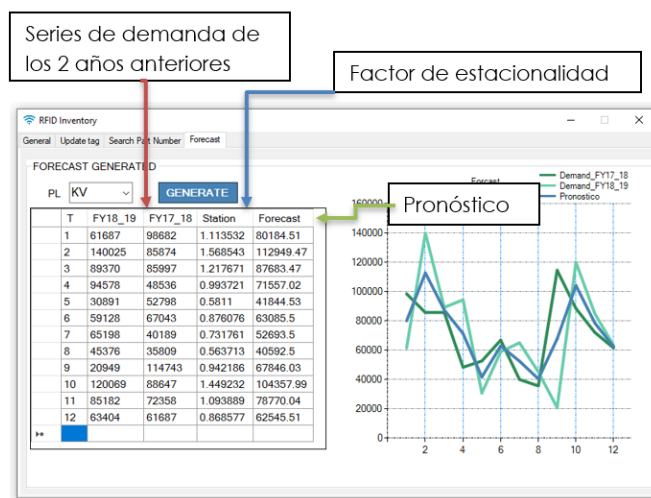 Series de demanda de
los 2 años anteriores
Factor de estacionalidad
RFID Inventory
General Update tag Search Part Number Forecast
FORECAST GENERATED
PL KV GENERATE
Pronóstico
T FY18_19 FY17_18 Station Forecast
1 61687 98682 1.113532 80184.51
2 140025 85874 1.568543 112949.47
3 89370 85997 1.217671 87683.47
4 94578 48536 0.993721 71557.02
5 30891 52798 0.5811 41844.53
6 59128 67043 0.876076 63085.5
7 65198 40189 0.731761 52693.5
8 45376 35809 0.563713 40592.5
9 20949 114743 0.942186 67846.03
10 120069 88647 1.449232 104357.99
11 85182 72358 1.093889 78770.04
12 63404 61687 0.868577 62545.51
Demand_FY17_18
Demand_FY18_19
Pronostico
160000
140000
120000
100000
80000
60000
40000
20000
0
2 4 6 8 10 12